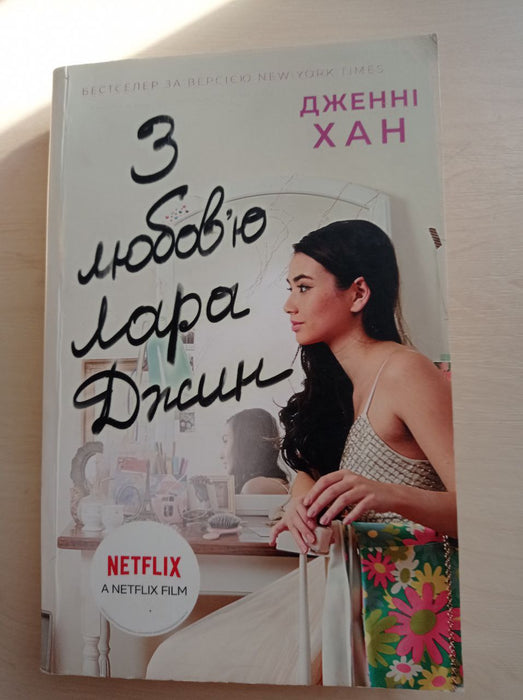 БЕСТСЕЛЕР ЗА ВЕРСІЄЮ NEW YORK TIMES
ДЖЕННІ
ХАН
З
любов'ю
Лара
Джин
NETFLIX
A NETFLIX FILM